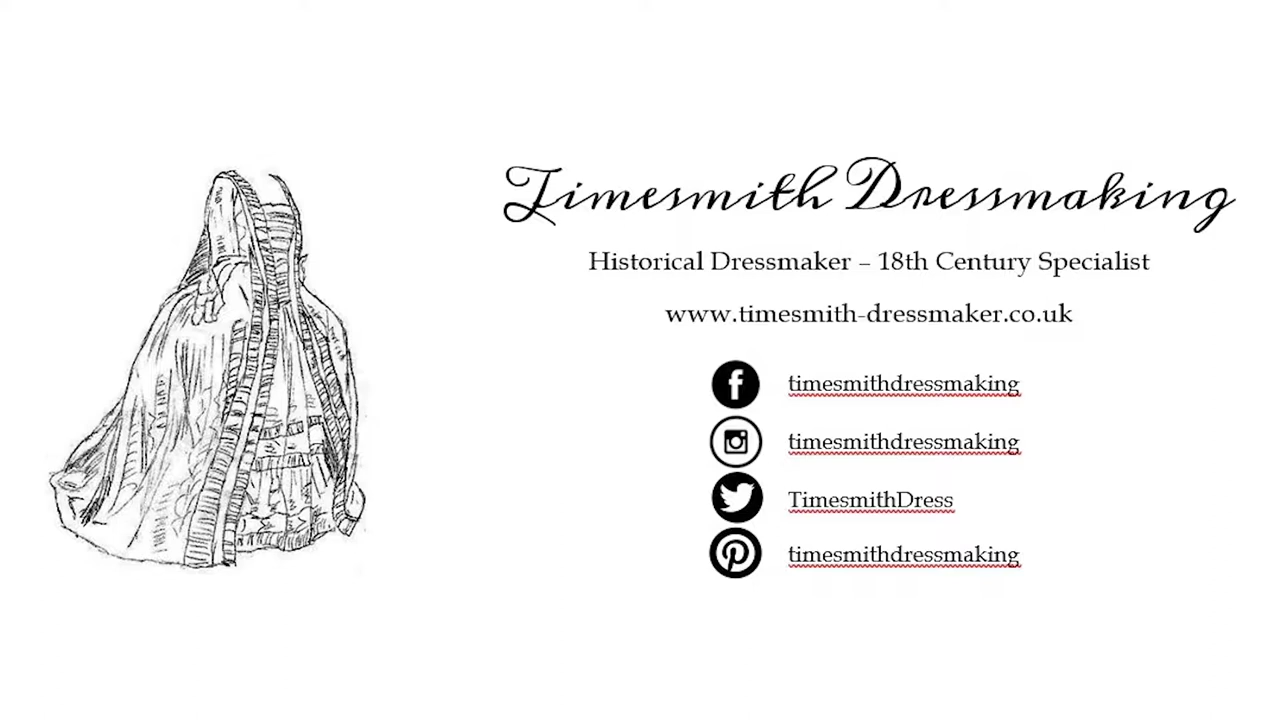 Timesmith Dressmaking
Historical Dressmaker – 18th Century Specialist
www.timesmith-dressmaker.co.uk
timesmithdressmaking
timesmithdressmaking
TimesmithDress
timesmithdressmaking